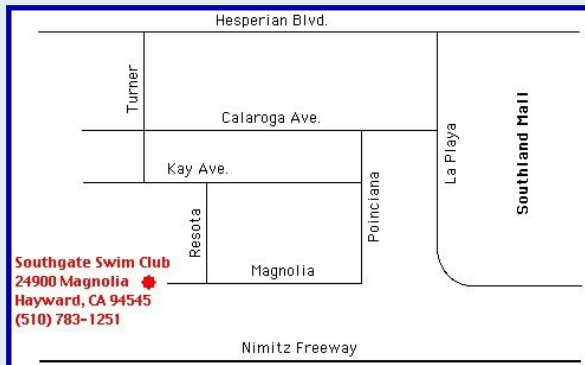 Hesperian Blvd.
Turner
Calaroga Ave.
La Playa
Southland Mall
Kay Ave.
Poinciana
Resota
Magnolia
Southgate Swim Club
24900 Magnolia
Hayward, CA 94545
(510) 783-1251
Nimitz Freeway